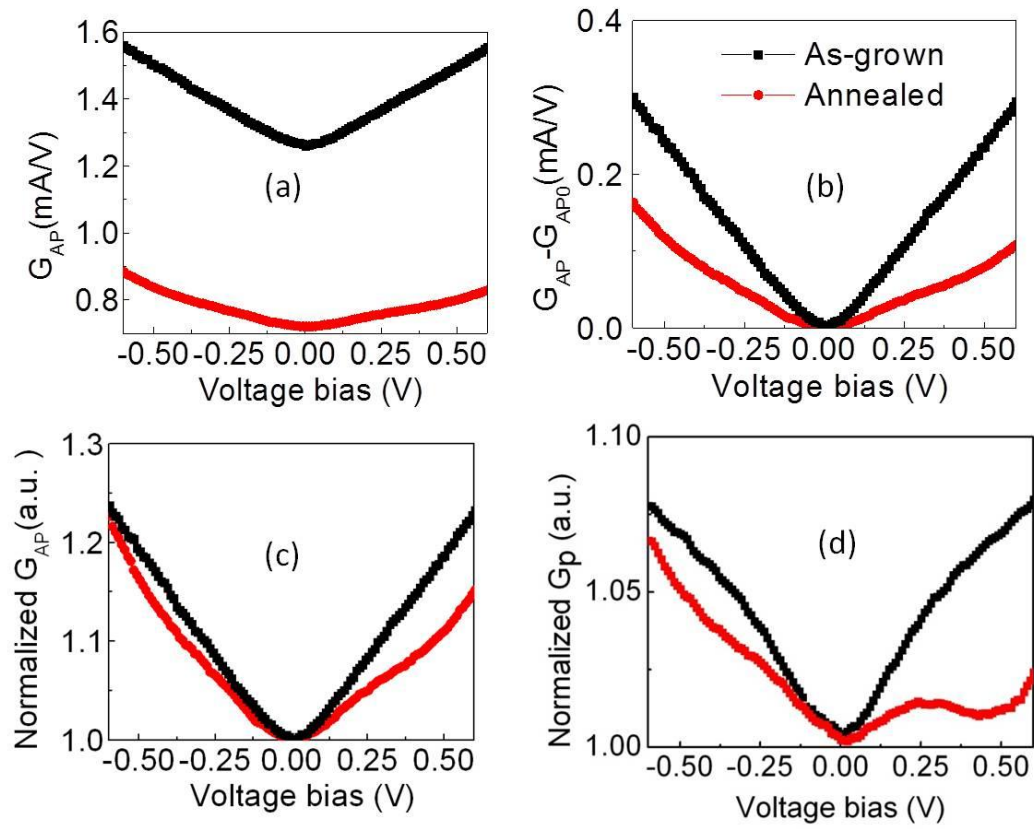 1.6
1.4
1.2
1.0
0.8
G_AP(mA/V)
(a)
-0.50 -0.25 0.00 0.25 0.50
Voltage bias (V)
0.4
0.2
0.0
G_AP-G_AP0(mA/V)
As-grown
Annealed
(b)
-0.50 -0.25 0.00 0.25 0.50
Voltage bias (V)
1.3
1.2
1.1
1.0
Normalized G_AP(a.u.)
(c)
-0.50 -0.25 0.00 0.25 0.50
Voltage bias (V)
1.10
1.05
1.00
Normalized Gp (a.u.)
(d)
-0.50 -0.25 0.00 0.25 0.50
Voltage bias (V)